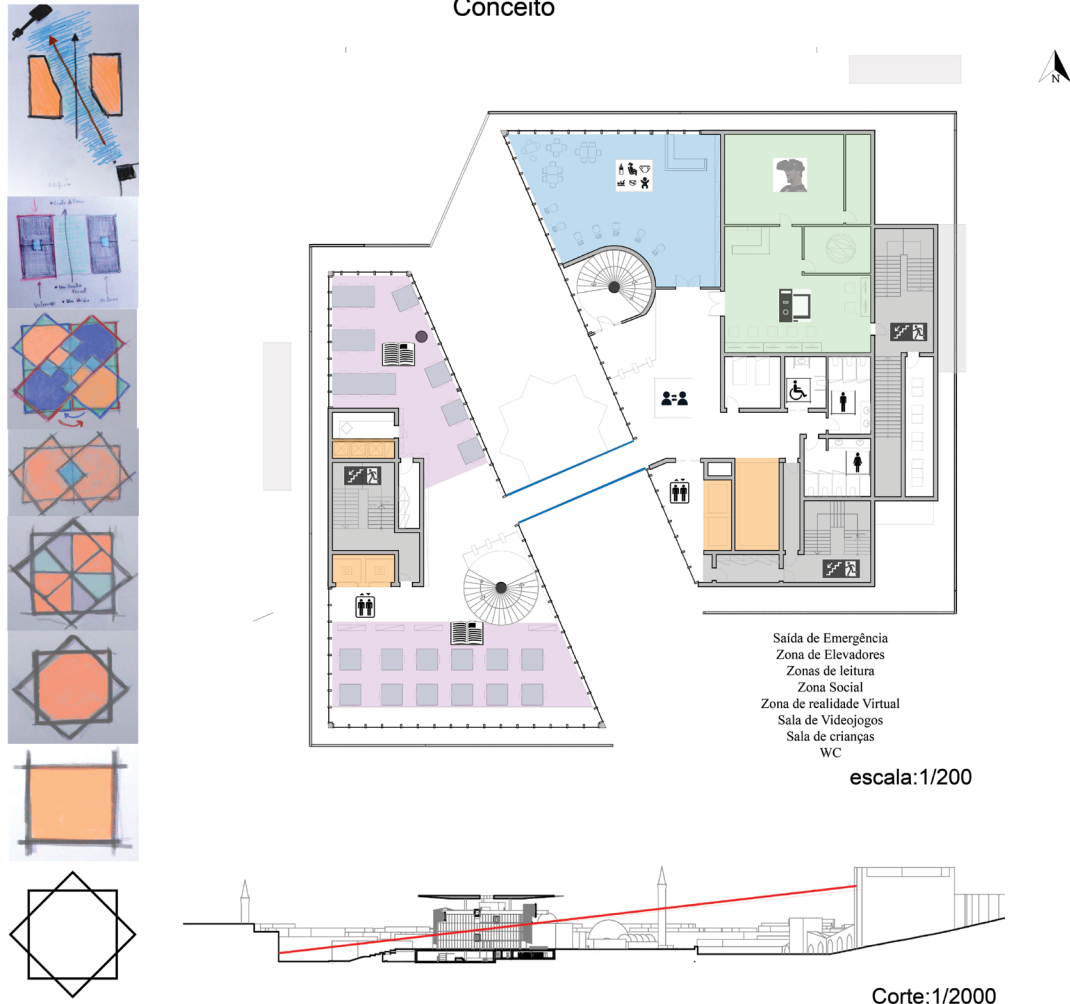 Conceito
N
Saída de Emergência
Zona de Elevadores
Zonas de leitura
Zona Social
Zona de realidade Virtual
Sala de Videojogos
Sala de crianças
WC
escala:1/200
Corte:1/2000